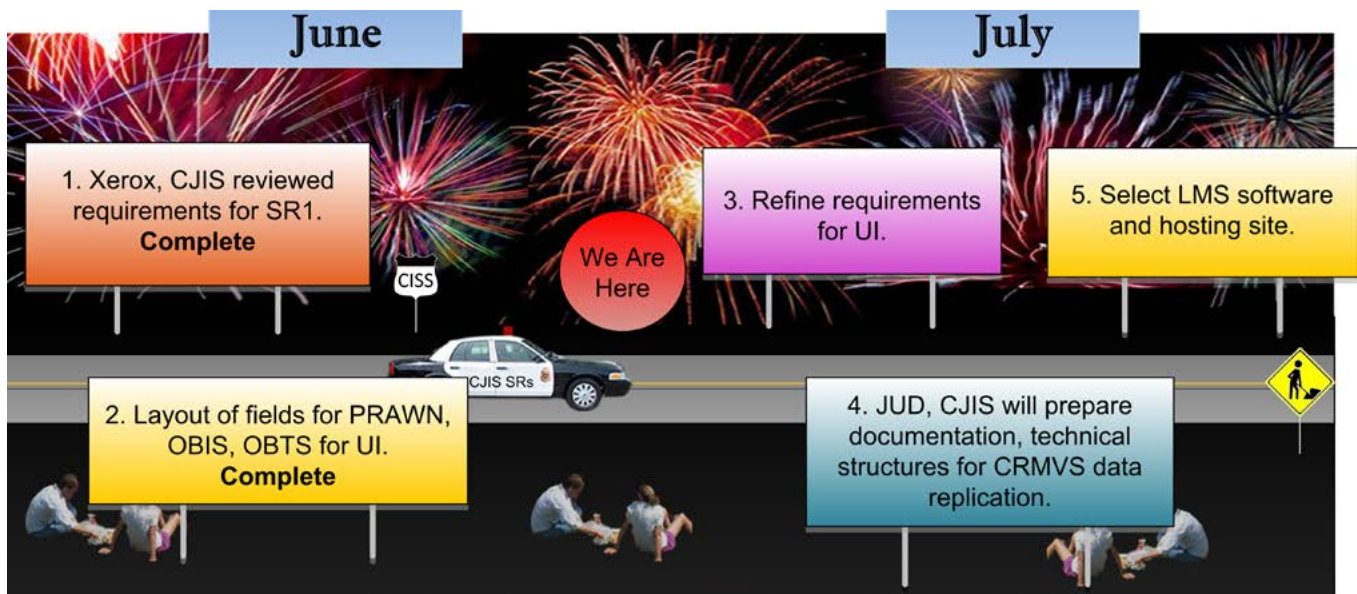 June
July
1. Xerox, CJIS reviewed
requirements for SR1.
Complete
CISS
We Are
Here
3. Refine requirements
for UI.
5. Select LMS software
and hosting site.
CJIS SRs
2. Layout of fields for PRAWN,
OBIS, OBTS for UI.
Complete
4. JUD, CJIS will prepare
documentation, technical
structures for CRMVS data
replication.